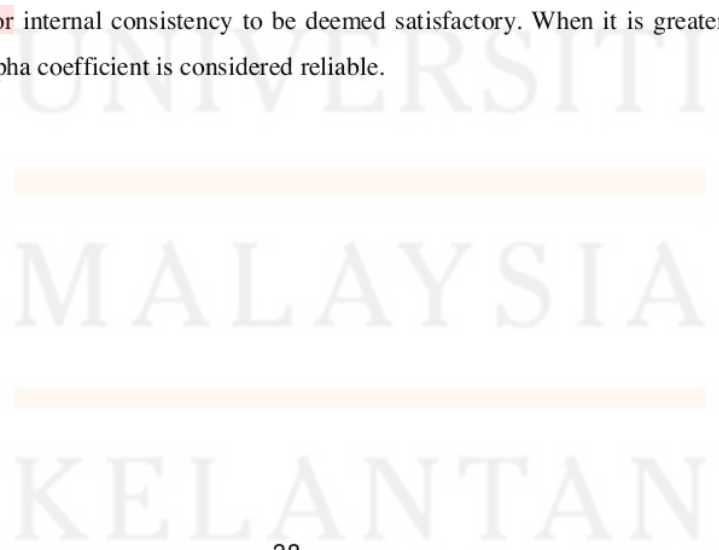 or internal consistency to be deemed satisfactory. When it is greater
pha coefficient is considered reliable.
UNIVERSITI
MALAYSIA
KELANTAN